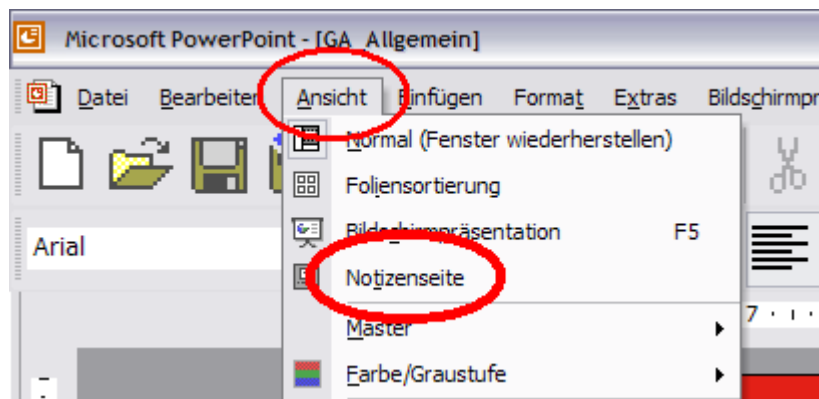 Microsoft PowerPoint - [GA_Allgemein]
Datei Bearbeiten Ansicht Einfügen Format Extras
Normal (Fenster wiederherstellen)
Foliensortierung
Arial
Bildschirmpräsentation F5
Notizenseite
Master
7
Farbe/Graustufe